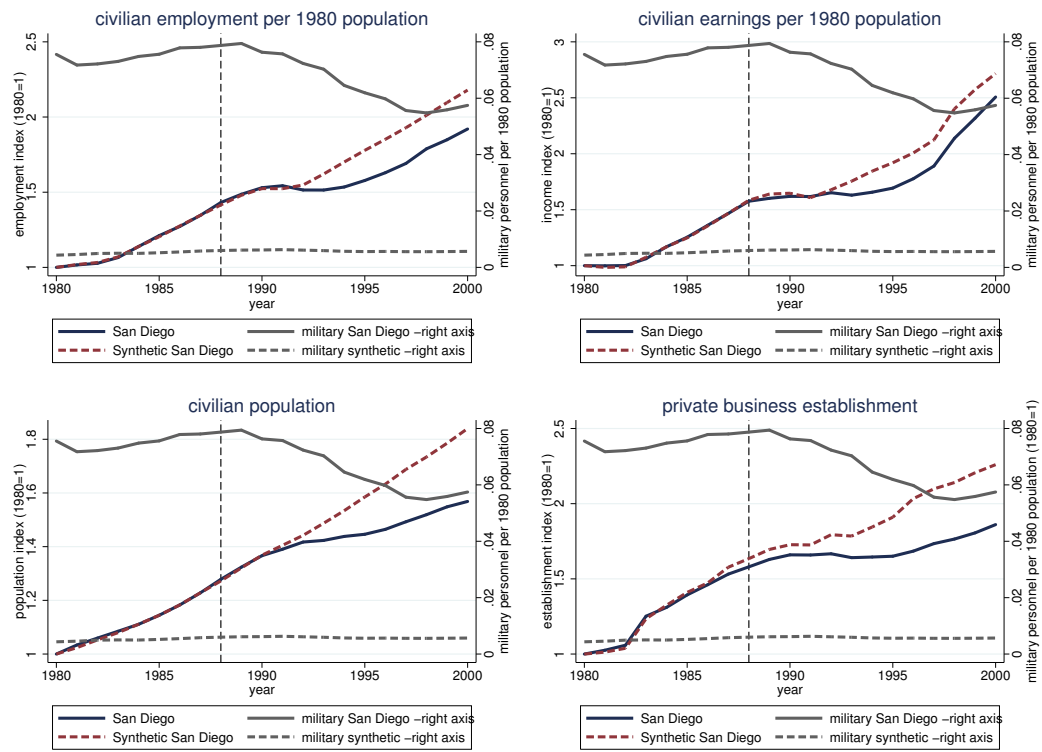 civilian employment per 1980 population
employment index (1980=1)
1 1.5 2 2.5
military personnel per 1980 population
0 .02 .04 .06 .08
1980 1985 1990 1995 2000
year
San Diego
military San Diego −right axis
Synthetic San Diego
military synthetic −right axis
civilian earnings per 1980 population
income index (1980=1)
1 1.5 2 2.5 3
military personnel per 1980 population
0 .02 .04 .06 .08
1980 1985 1990 1995 2000
year
San Diego
military San Diego −right axis
Synthetic San Diego
military synthetic −right axis
civilian population
population index (1980=1)
1 1.2 1.4 1.6 1.8
military personnel per 1980 population
0 .02 .04 .06 .08
1980 1985 1990 1995 2000
year
San Diego
military San Diego −right axis
Synthetic San Diego
military synthetic −right axis
private business establishment
establishment index (1980=1)
1 1.5 2 2.5
military personnel per 1980 population (1980=1)
0 .02 .04 .06 .08
1980 1985 1990 1995 2000
year
San Diego
military San Diego −right axis
Synthetic San Diego
military synthetic −right axis